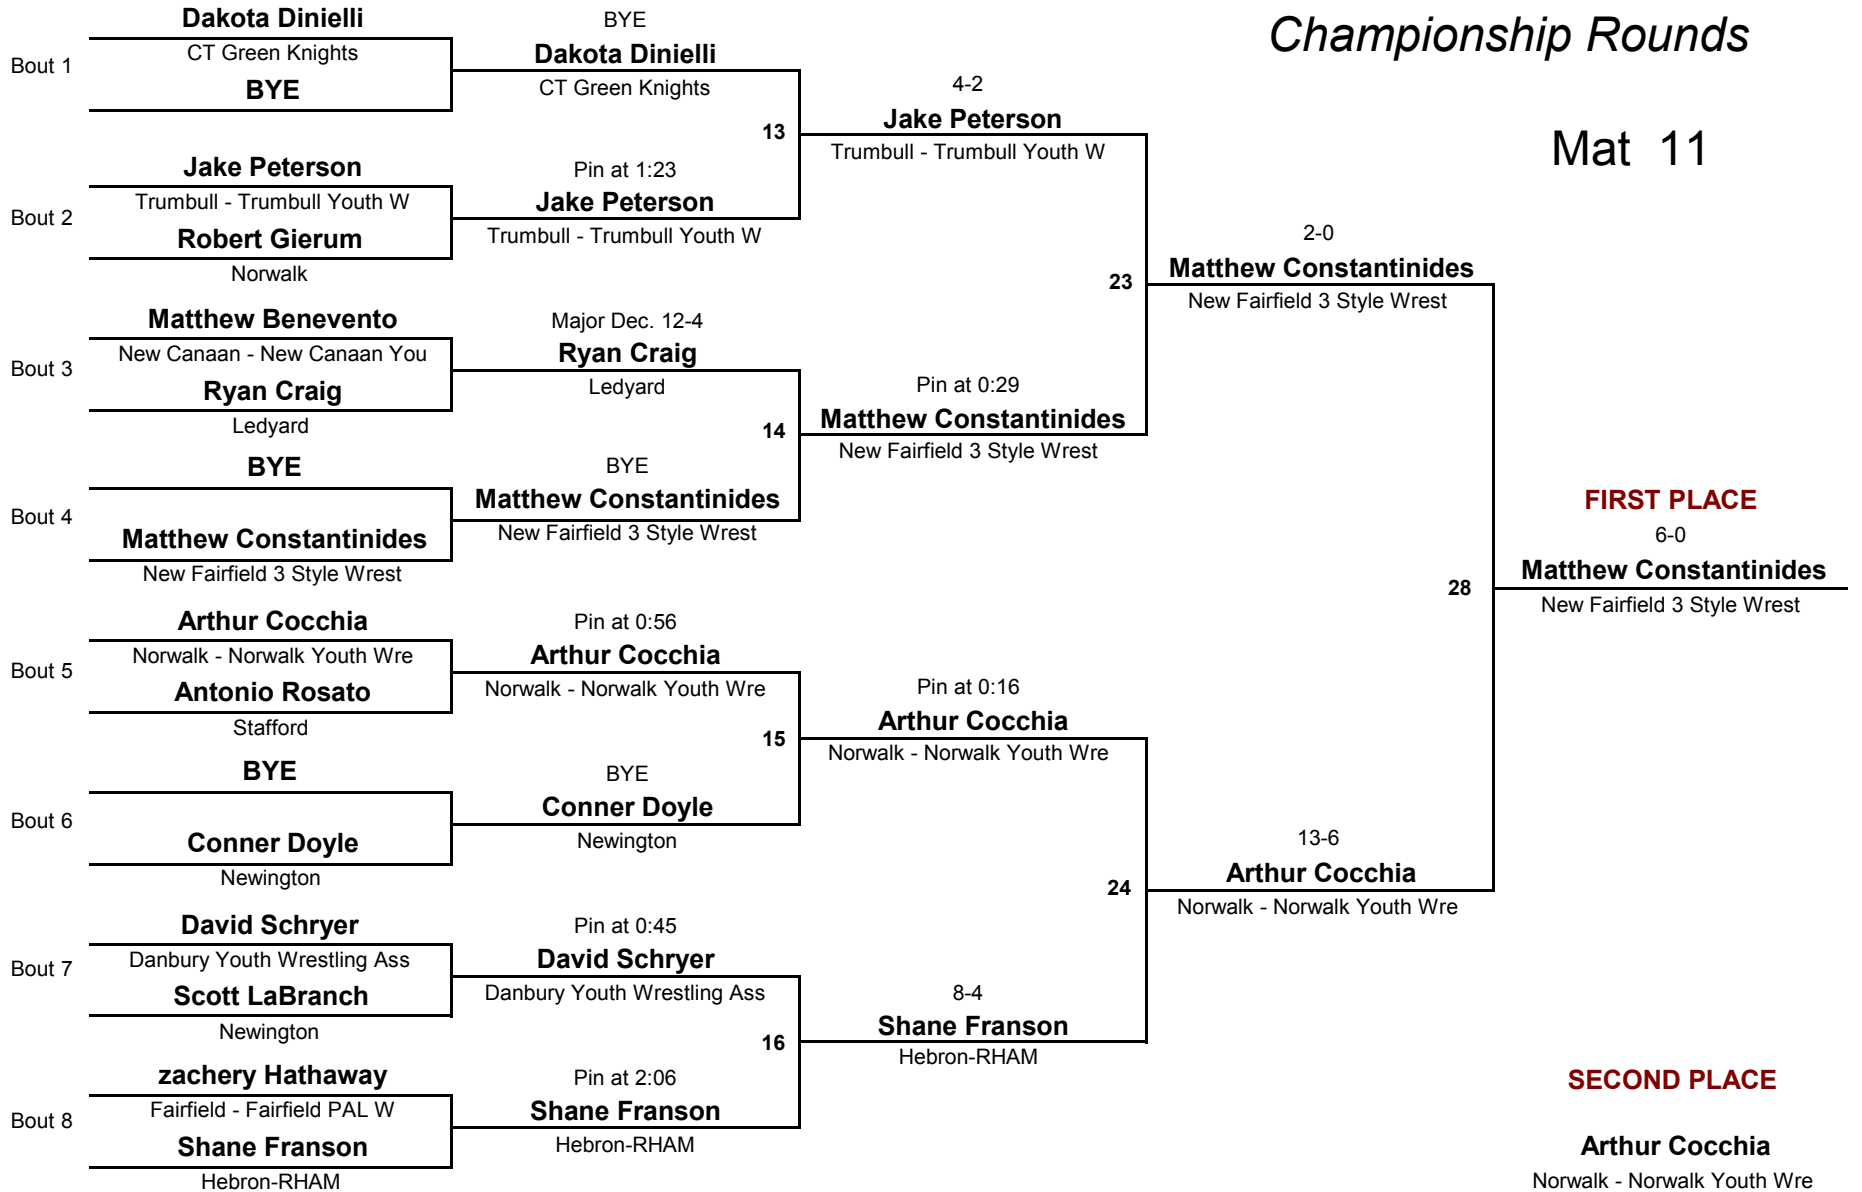 Championship Rounds
Mat 11
Bout 1
Dakota Dinielli
CT Green Knights
BYE
Bout 2
Jake Peterson
Trumbull - Trumbull Youth W
Robert Gierum
Norwalk
Bout 3
Matthew Benevento
New Canaan - New Canaan You
Ryan Craig
Ledyard
Bout 4
BYE
Matthew Constantinides
New Fairfield 3 Style Wrest
Bout 5
Arthur Cocchia
Norwalk - Norwalk Youth Wre
Antonio Rosato
Stafford
Bout 6
BYE
Conner Doyle
Newington
Bout 7
David Schryer
Danbury Youth Wrestling Ass
Scott LaBranch
Newington
Bout 8
zachery Hathaway
Fairfield - Fairfield PAL W
Shane Franson
Hebron-RHAM
BYE
Dakota Dinielli
CT Green Knights
13
Pin at 1:23
Jake Peterson
Trumbull - Trumbull Youth W
Major Dec. 12-4
Ryan Craig
Ledyard
14
BYE
Matthew Constantinides
New Fairfield 3 Style Wrest
Pin at 0:56
Arthur Cocchia
Norwalk - Norwalk Youth Wre
15
BYE
Conner Doyle
Newington
Pin at 0:45
David Schryer
Danbury Youth Wrestling Ass
16
Pin at 2:06
Shane Franson
Hebron-RHAM
4-2
Jake Peterson
Trumbull - Trumbull Youth W
23
Pin at 0:29
Matthew Constantinides
New Fairfield 3 Style Wrest
Pin at 0:16
Arthur Cocchia
Norwalk - Norwalk Youth Wre
24
8-4
Shane Franson
Hebron-RHAM
2-0
Matthew Constantinides
New Fairfield 3 Style Wrest
28
13-6
Arthur Cocchia
Norwalk - Norwalk Youth Wre
FIRST PLACE
6-0
Matthew Constantinides
New Fairfield 3 Style Wrest
SECOND PLACE
Arthur Cocchia
Norwalk - Norwalk Youth Wre